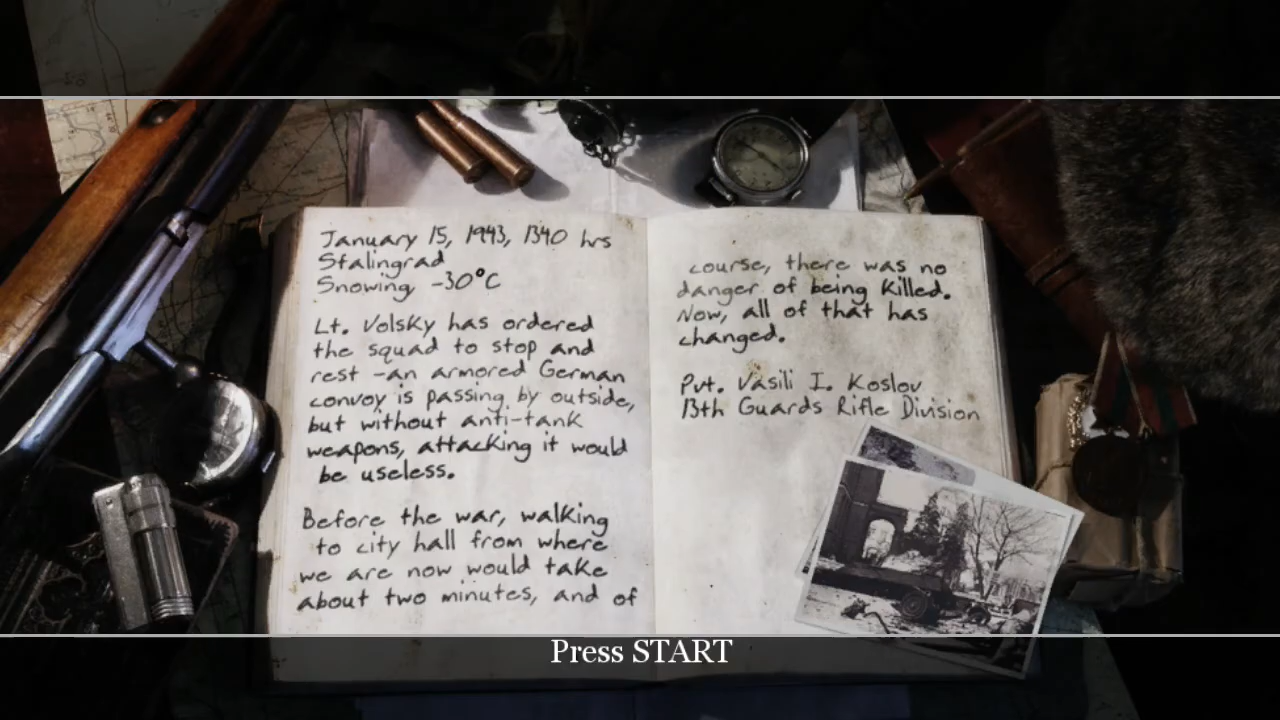 January 15, 1943, 1340 hrs
Stalingrad
Snowing -30°C
Lt. Volsky has ordered
the squad to stop and
rest -an armored German
convoy is passing by outside,
but without anti-tank
weapons, attacking it would
be useless.
Before the war, walking
to city hall from where
we are now would take
about two minutes, and of
course, there was no
danger of being killed.
Now, all of that has
changed.
Pvt. Vasili I. Koslov
13th Guards Rifle Division
Press START